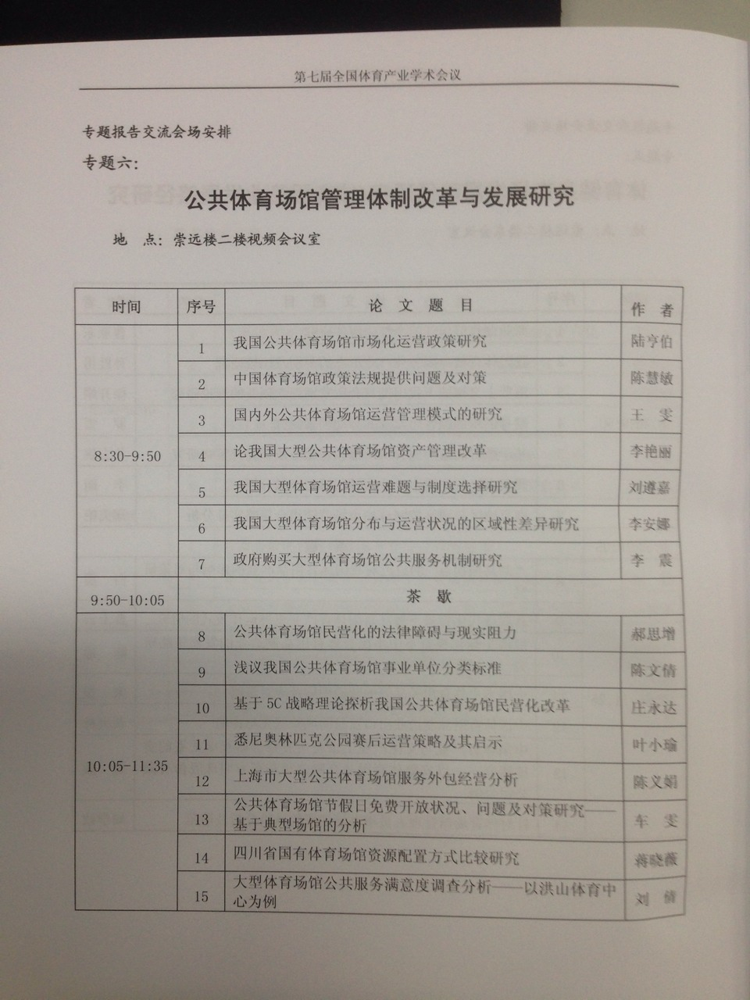 第七届全国体育产业学术会议
专题报告交流会场安排
专题六：
公共体育场馆管理体制改革与发展研究
地 点：崇远楼二楼视频会议室
时间 序号 论 文 题 目 作 者
8:30-9:50
1 我国公共体育场馆市场化运营政策研究 陆亨伯
2 中国体育场馆政策法规提供问题及对策 陈慧敏
3 国内外公共体育场馆运营管理模式的研究 王 雯
4 论我国大型公共体育场馆资产管理改革 李艳丽
5 我国大型体育场馆运营难题与制度选择研究 刘遵嘉
6 我国大型体育场馆分布与运营状况的区域性差异研究 李安娜
7 政府购买大型体育场馆公共服务机制研究 李 震
9:50-10:05 茶 歇
10:05-11:35
8 公共体育场馆民营化的法律障碍与现实阻力 郝思增
9 浅议我国公共体育场馆事业单位分类标准 陈文倩
10 基于 5C 战略理论探析我国公共体育场馆民营化改革 庄永达
11 悉尼奥林匹克公园赛后运营策略及其启示 叶小瑜
12 上海市大型公共体育场馆服务外包经营分析 陈义娟
13 公共体育场馆节假日免费开放状况、问题及对策研究——
基于典型场馆的分析 车 雯
14 四川省国有体育场馆资源配置方式比较研究 蒋晓薇
15 大型体育场馆公共服务满意度调查分析——以洪山体育中
心为例 刘 倩